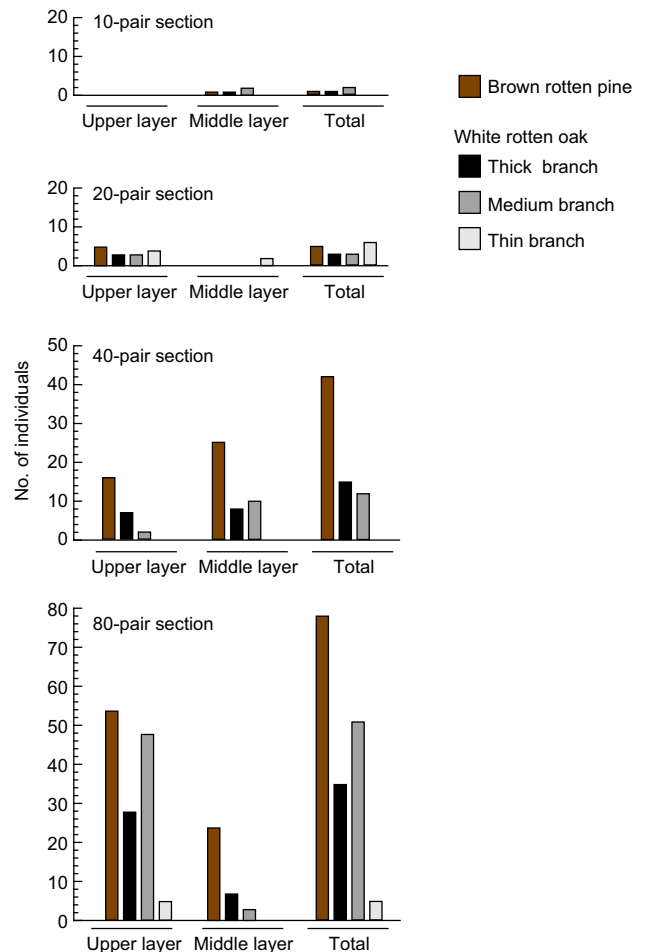 10-pair section
20
10
0
Upper layer Middle layer Total
20-pair section
20
10
0
Upper layer Middle layer Total
No. of individuals
40-pair section
50
40
30
20
10
0
Upper layer Middle layer Total
80-pair section
80
70
60
50
40
30
20
10
0
Upper layer Middle layer Total
Brown rotten pine
White rotten oak
Thick branch
Medium branch
Thin branch